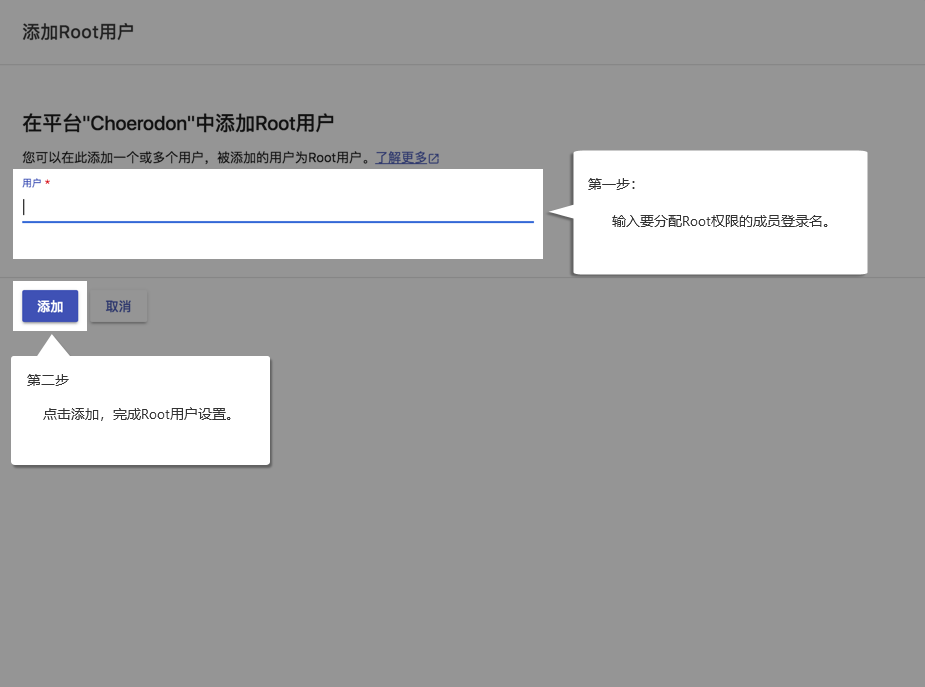 添加Root用户
在平台"Choerodon"中添加Root用户
您可以在此添加一个或多个用户，被添加的用户为Root用户。了解更多
用户 *
第一步：
输入要分配Root权限的成员登录名。
添加 取消
第二步
点击添加，完成Root用户设置。